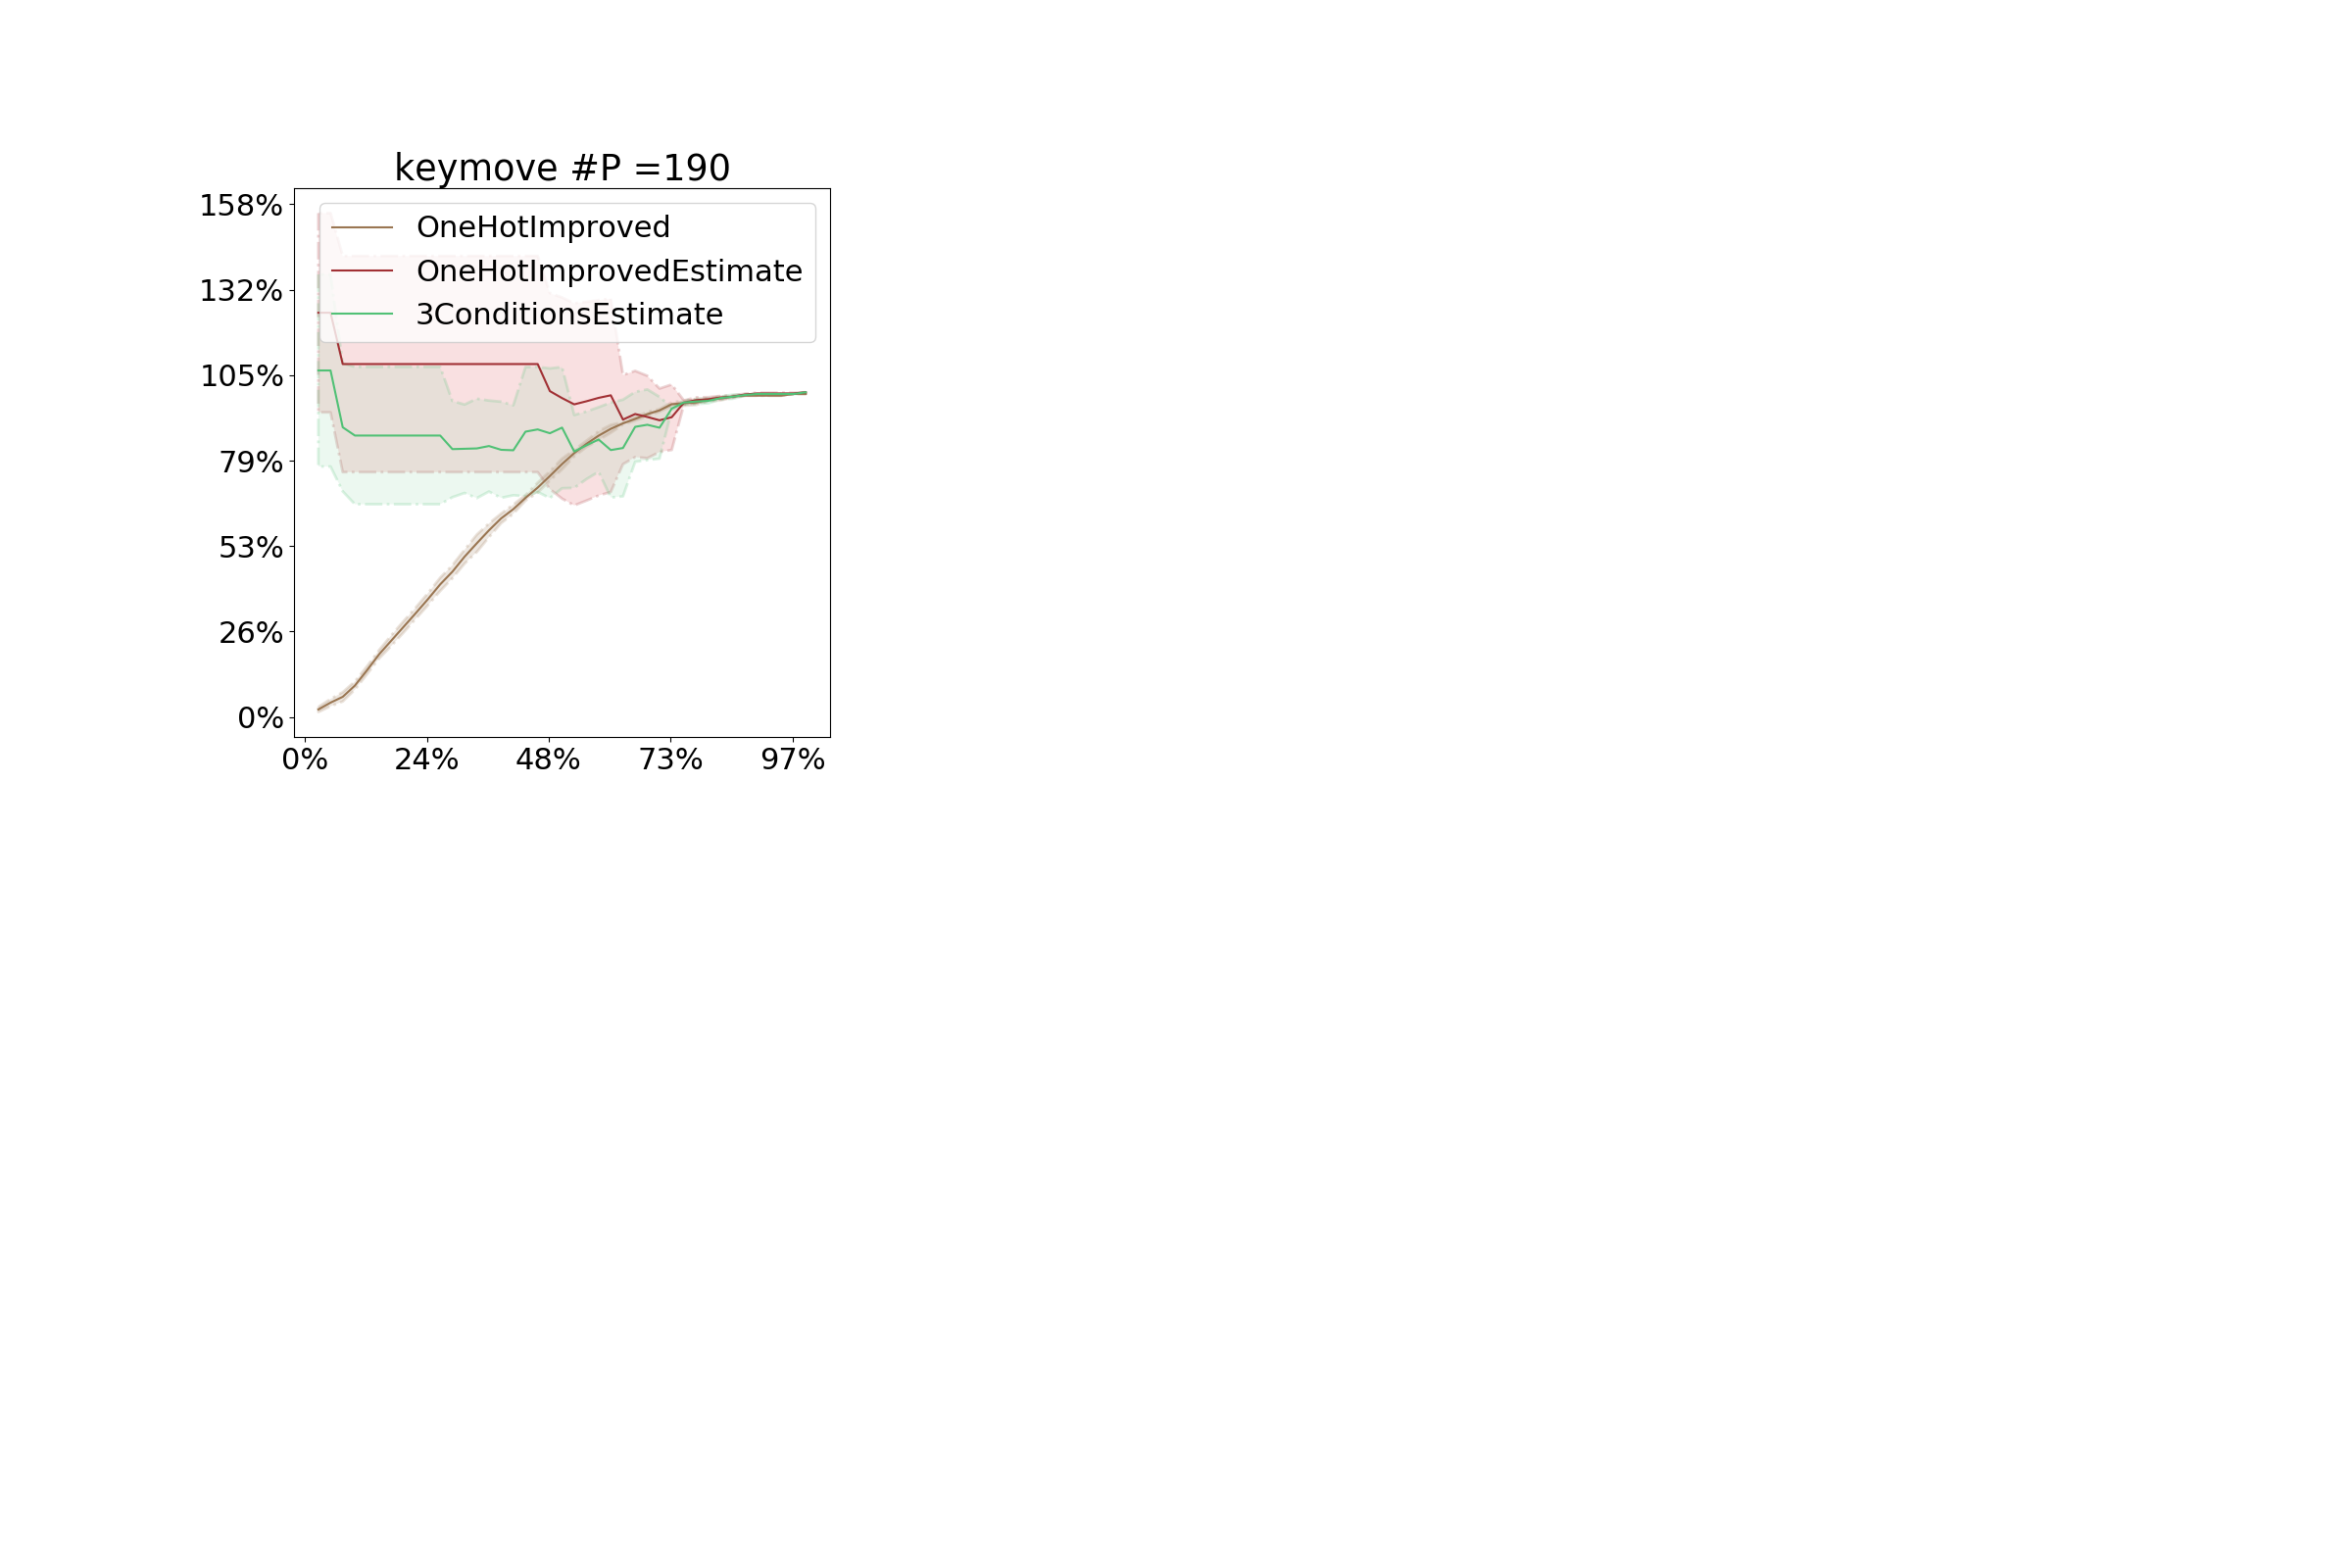 keymove #P =190
158%
132%
105%
79%
53%
26%
0%
OneHotImproved
OneHotImprovedEstimate
3ConditionsEstimate
0% 24% 48% 73% 97%